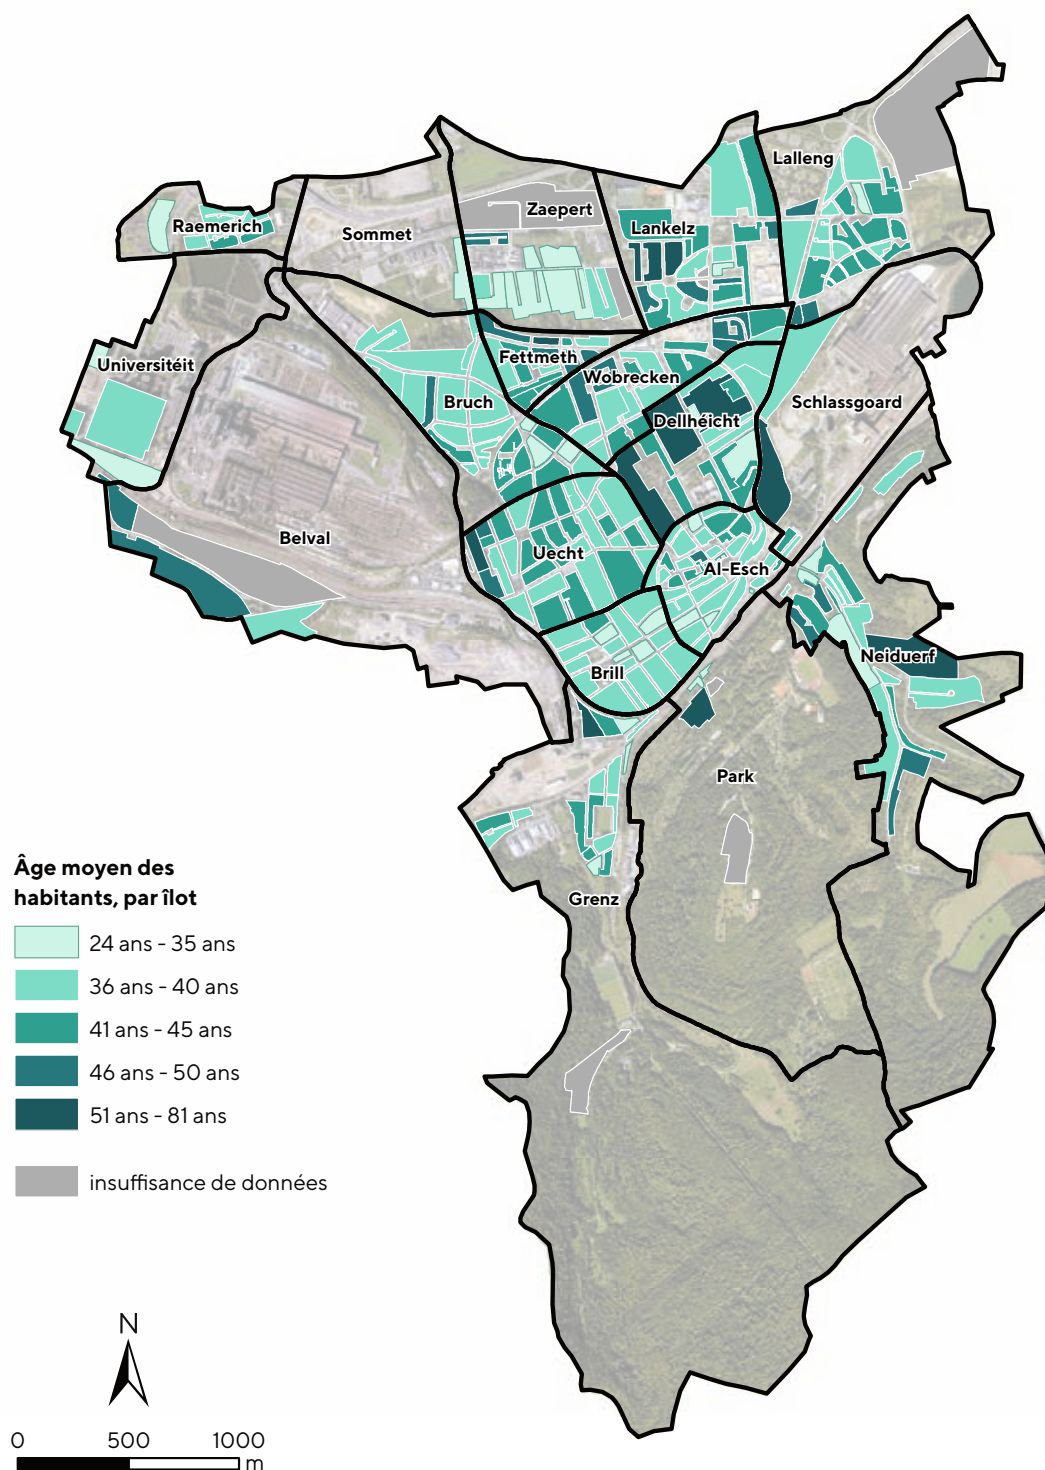 Lalleng
Zaepert
Raemerich
Sommet
Lankelz
Universitéit
Fettmeth
Wobrecken
Bruch
Dellhéicht
Schlassgoard
Belval
Uecht
Al-Esch
Neiduerf
Brill
Park
Grenz
Âge moyen des
habitants, par îlot
24 ans - 35 ans
36 ans - 40 ans
41 ans - 45 ans
46 ans - 50 ans
51 ans - 81 ans
insuffisance de données
N
0 500 1000
m